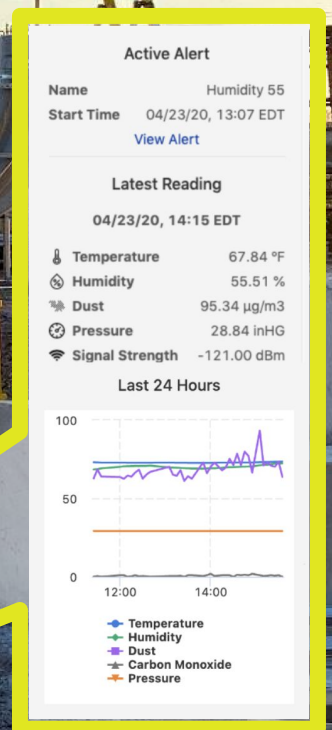 Active Alert
Name Humidity 55
Start Time 04/23/20, 13:07 EDT
View Alert
Latest Reading
04/23/20, 14:15 EDT
Temperature 67.84 ºF
Humidity 55.51 %
Dust 95.34 µg/m3
Pressure 28.84 inHG
Signal Strength -121.00 dBm
Last 24 Hours
100
50
0
12:00 14:00
Temperature
Humidity
Dust
Carbon Monoxide
Pressure